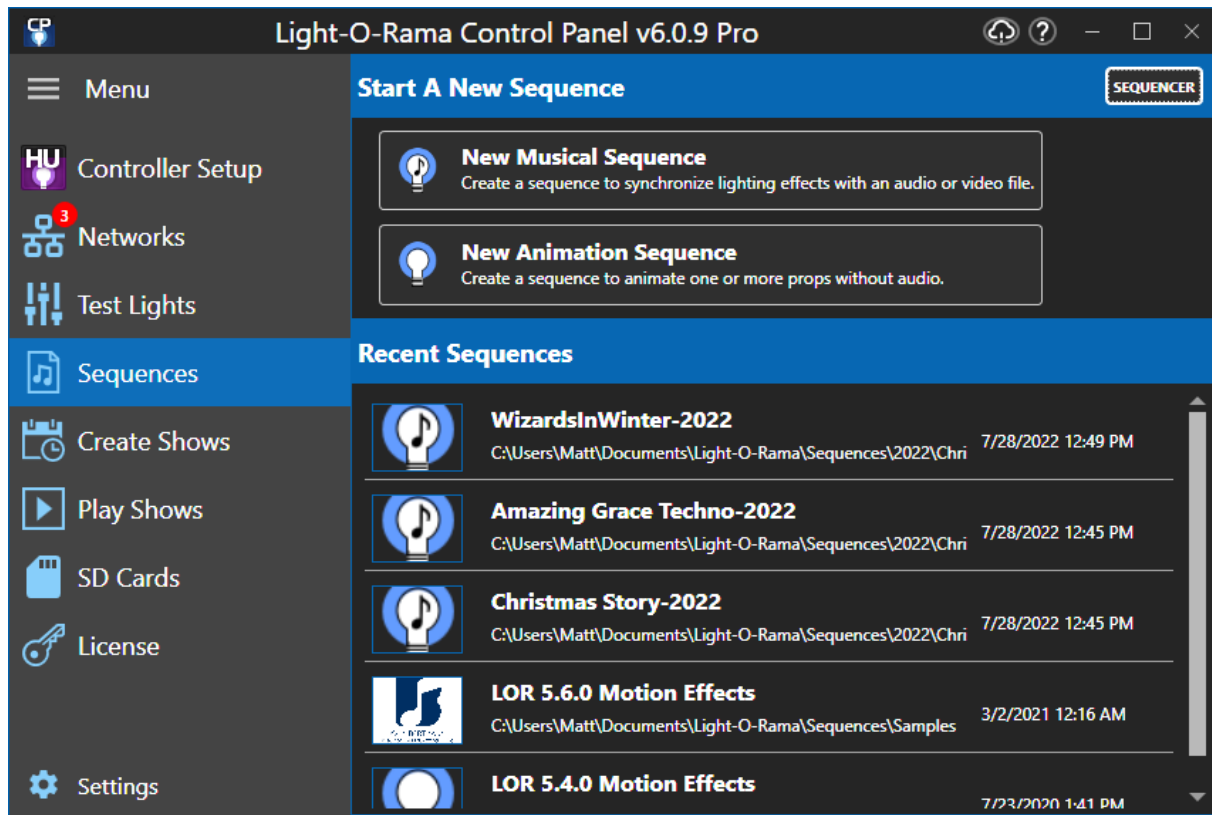 CP
Light-O-Rama Control Panel v6.0.9 Pro
?
Menu
Start A New Sequence
SEQUENCER
HU
Controller Setup
3
Networks
Test Lights
Sequences
Create Shows
Play Shows
SD Cards
License
Settings
New Musical Sequence
Create a sequence to synchronize lighting effects with an audio or video file.
New Animation Sequence
Create a sequence to animate one or more props without audio.
Recent Sequences
WizardsInWinter-2022
C:\Users\Matt\Documents\Light-O-Rama\Sequences\2022\Chri
7/28/2022 12:49 PM
Amazing Grace Techno-2022
C:\Users\Matt\Documents\Light-O-Rama\Sequences\2022\Chri
7/28/2022 12:45 PM
Christmas Story-2022
C:\Users\Matt\Documents\Light-O-Rama\Sequences\2022\Chri
7/28/2022 12:45 PM
LOR 5.6.0 Motion Effects
C:\Users\Matt\Documents\Light-O-Rama\Sequences\Samples
3/2/2021 12:16 AM
LOR 5.4.0 Motion Effects
7/23/2020 1:41 PM